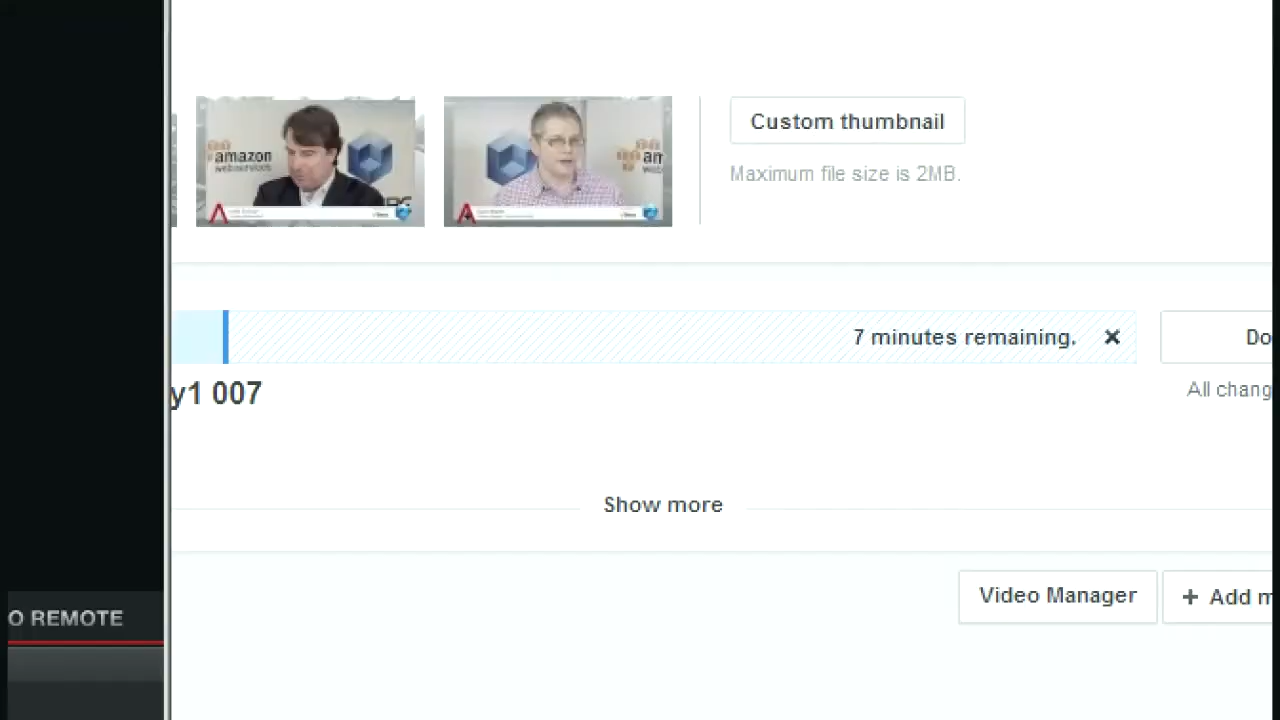 Custom thumbnail
amazon
webservices
am
Maximum file size is 2MB.
7 minutes remaining.
Do
y1 007
All chang
Show more
Video Manager
+ Add m
O REMOTE